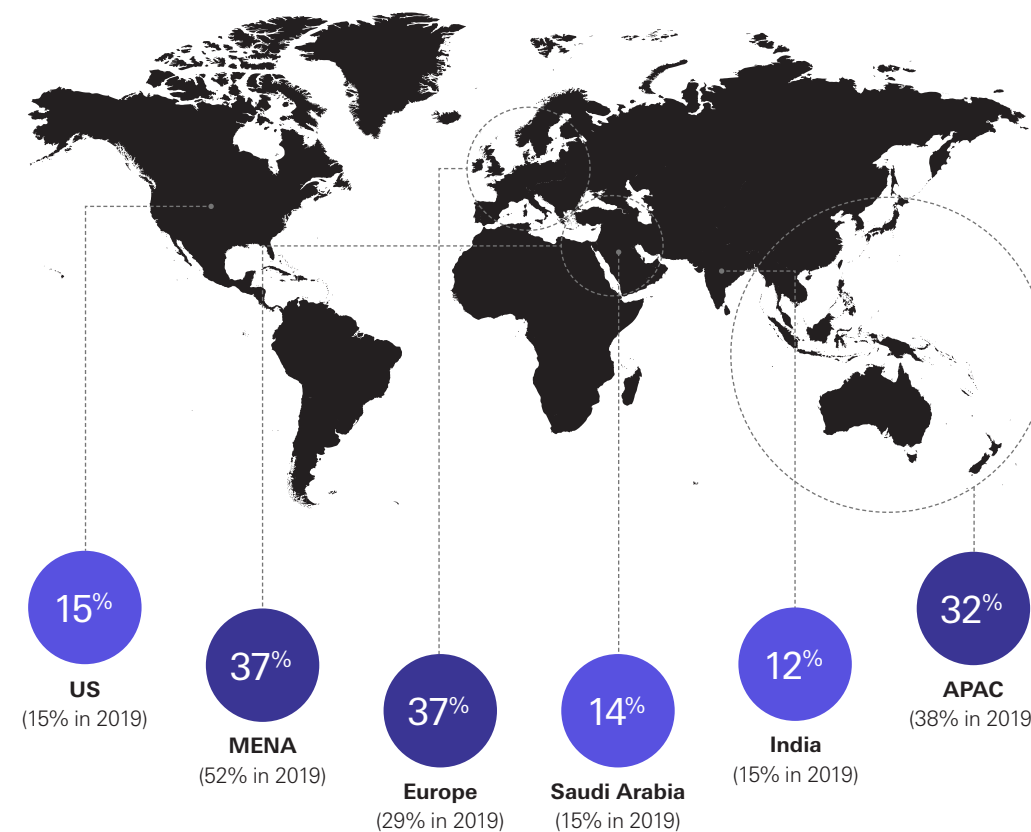 15%
US
(15% in 2019)
37%
MENA
(52% in 2019)
37%
Europe
(29% in 2019)
14%
Saudi Arabia
(15% in 2019)
12%
India
(15% in 2019)
32%
APAC
(38% in 2019